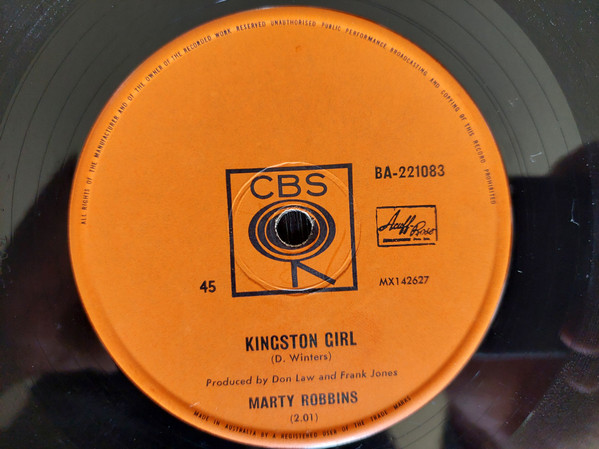 ALL RIGHTS OF THE MANUFACTURER AND OF THE OWNER OF THE RECORDED WORK RESERVED UNAUTHORISED PUBLIC PERFORMANCE BROADCASTING AND COPYING OF THIS RECORD PROHIBITED
BA-221083
CBS
Acuff Rose
45
MX142627
KINGSTON GIRL
(D. Winters)
Produced by Don Law and Frank Jones
MARTY ROBBINS
(2.01)
MADE IN AUSTRALIA BY A REGISTERED USER OF THE TRADE MARKS